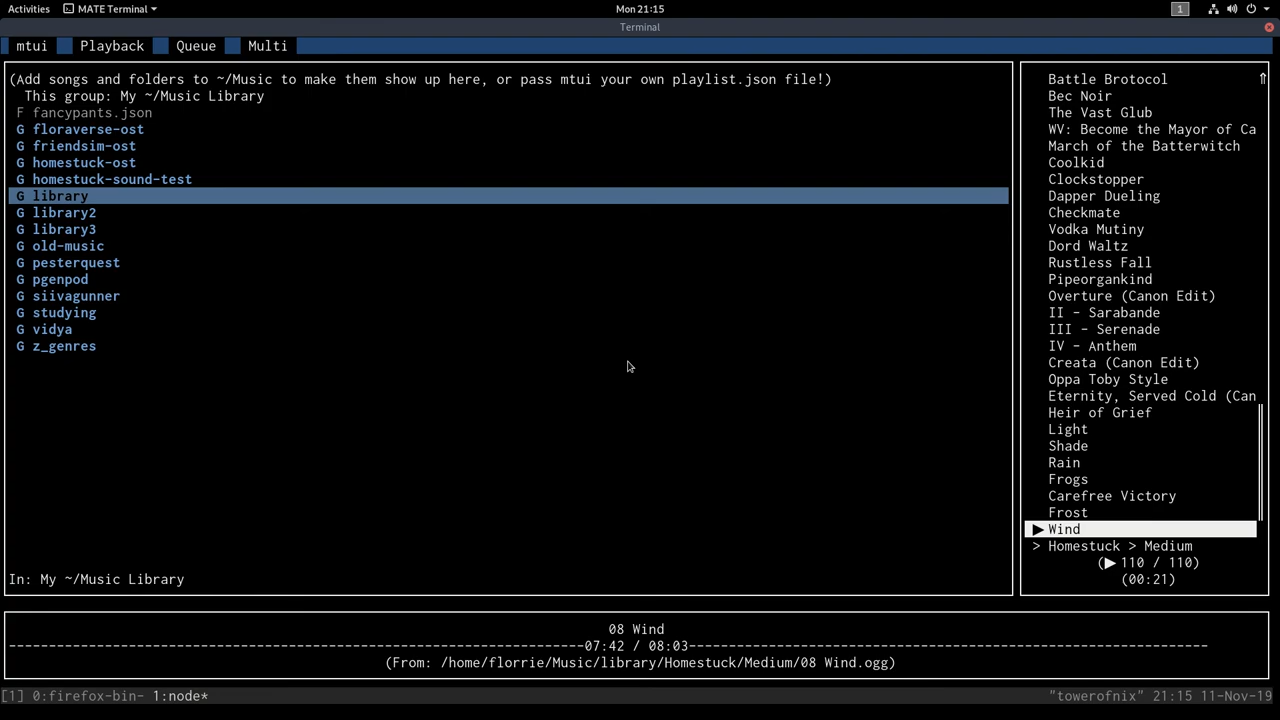 Activities MATE Terminal Mon 21:15 1
Terminal
mtui Playback Queue Multi
(Add songs and folders to ~/Music to make them show up here, or pass mtui your own playlist.json file!)
This group: My ~/Music Library
F fancypants.json
G floraverse-ost
G friendsim-ost
G homestuck-ost
G homestuck-sound-test
G library
G library2
G library3
G old-music
G pesterquest
G pgenpod
G siivagunner
G studying
G vidya
G z_genres
In: My ~/Music Library
Battle Brotocol
Bec Noir
The Vast Glub
WV: Become the Mayor of Ca
March of the Batterwitch
Coolkid
Clockstopper
Dapper Dueling
Checkmate
Vodka Mutiny
Dord Waltz
Rustless Fall
Pipeorgankind
Overture (Canon Edit)
II - Sarabande
III - Serenade
IV - Anthem
Creata (Canon Edit)
Oppa Toby Style
Eternity, Served Cold (Can
Heir of Grief
Light
Shade
Rain
Frogs
Carefree Victory
Frost
▶ Wind
> Homestuck > Medium
(▶ 110 / 110)
(00:21)
08 Wind
07:42 / 08:03
(From: /home/florrie/Music/library/Homestuck/Medium/08 Wind.ogg)
[1] 0:firefox-bin- 1:node* "towerofnix" 21:15 11-Nov-19